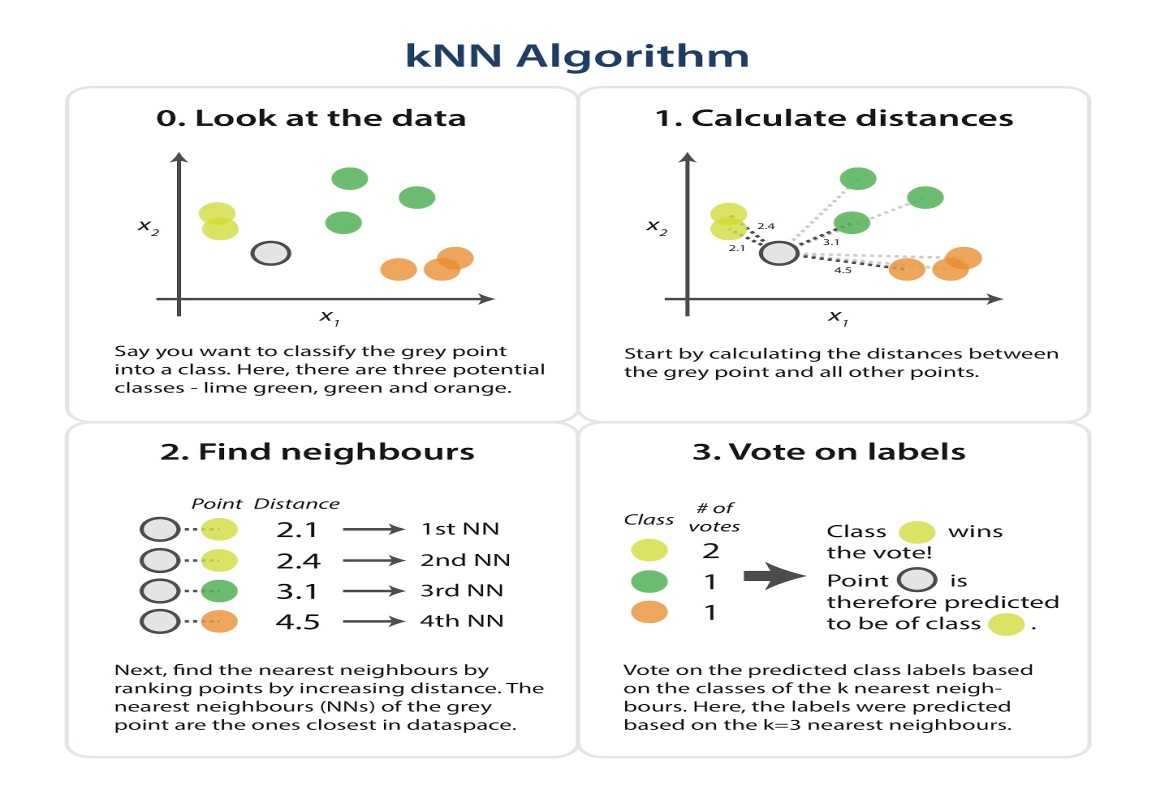 kNN Algorithm
0. Look at the data
x2
x1
Say you want to classify the grey point
into a class. Here, there are three potential
classes - lime green, green and orange.
1. Calculate distances
x2
2.4
2.1
3.1
4.5
x1
Start by calculating the distances between
the grey point and all other points.
2. Find neighbours
Point Distance
2.1 1st NN
2.4 2nd NN
3.1 3rd NN
4.5 4th NN
Next, find the nearest neighbours by
ranking points by increasing distance. The
nearest neighbours (NNs) of the grey
point are the ones closest in dataspace.
3. Vote on labels
Class # of
votes
2
1
1
Class wins
the vote!
Point is
therefore predicted
to be of class .
Vote on the predicted class labels based
on the classes of the k nearest neigh-
bours. Here, the labels were predicted
based on the k=3 nearest neighbours.